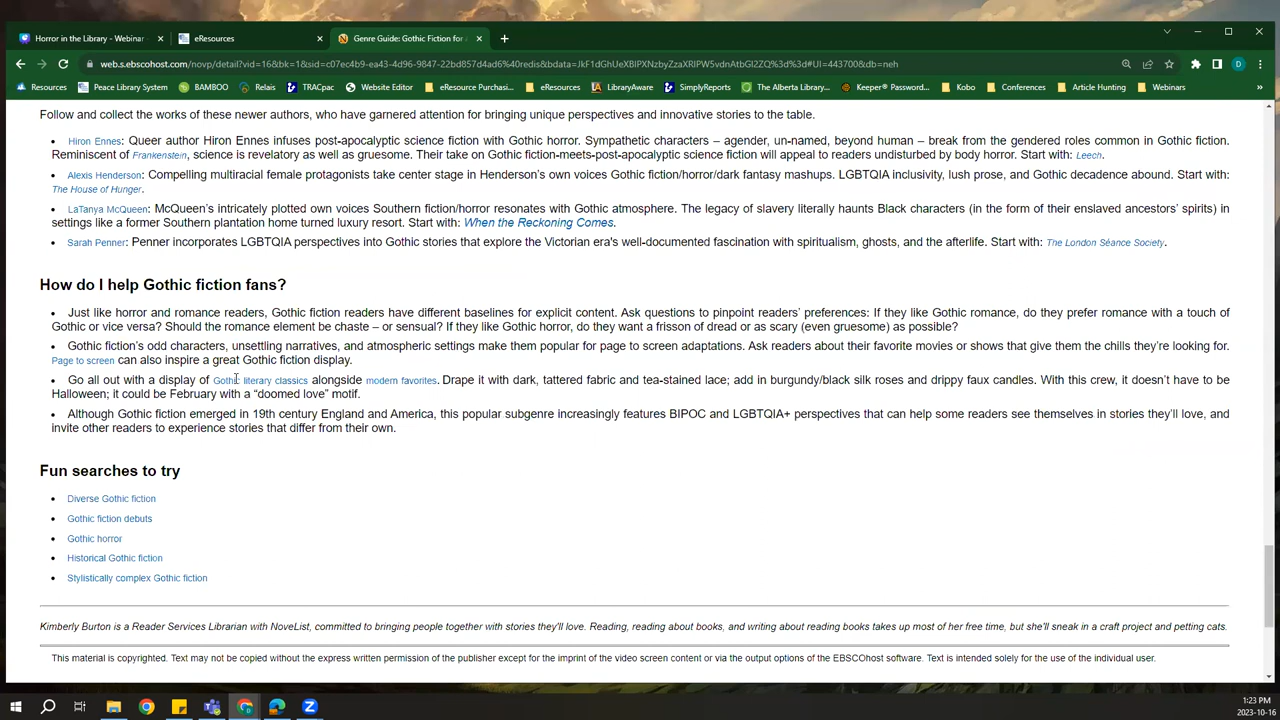 Horror in the Library - Webinar
eResources
Genre Guide: Gothic Fiction for
web.s.ebscohost.com/novp/detail?vid=16&bk=1&sid=c07ec4b9-ea43-4d96-9847-22bd857d4ad6%40redis&bdata=JkF1dGhUeXBlPXNzbyZzaXRlPW5vdnAtbGl2ZQ%3d%3d#UI=443700&db=neh
Resources
Peace Library System
BAMBOO
Relais
TRACpac
Website Editor
eResource Purchasi...
eResources
LibraryAware
SimplyReports
The Alberta Library...
Keeper® Password...
Kobo
Conferences
Article Hunting
Webinars
Follow and collect the works of these newer authors, who have garnered attention for bringing unique perspectives and innovative stories to the table.
• Hiron Ennes: Queer author Hiron Ennes infuses post-apocalyptic science fiction with Gothic horror. Sympathetic characters – agender, un-named, beyond human – break from the gendered roles common in Gothic fiction.
Reminiscent of Frankenstein, science is revelatory as well as gruesome. Their take on Gothic fiction-meets-post-apocalyptic science fiction will appeal to readers undisturbed by body horror. Start with: Leech.
• Alexis Henderson: Compelling multiracial female protagonists take center stage in Henderson's own voices Gothic fiction/horror/dark fantasy mashups. LGBTQIA inclusivity, lush prose, and Gothic decadence abound. Start with:
The House of Hunger.
• LaTanya McQueen: McQueen's intricately plotted own voices Southern fiction/horror resonates with Gothic atmosphere. The legacy of slavery literally haunts Black characters (in the form of their enslaved ancestors' spirits) in
settings like a former Southern plantation home turned luxury resort. Start with: When the Reckoning Comes.
• Sarah Penner: Penner incorporates LGBTQIA perspectives into Gothic stories that explore the Victorian era's well-documented fascination with spiritualism, ghosts, and the afterlife. Start with: The London Séance Society.
How do I help Gothic fiction fans?
• Just like horror and romance readers, Gothic fiction readers have different baselines for explicit content. Ask questions to pinpoint readers' preferences: If they like Gothic romance, do they prefer romance with a touch of
Gothic or vice versa? Should the romance element be chaste – or sensual? If they like Gothic horror, do they want a frisson of dread or as scary (even gruesome) as possible?
• Gothic fiction's odd characters, unsettling narratives, and atmospheric settings make them popular for page to screen adaptations. Ask readers about their favorite movies or shows that give them the chills they're looking for.
Page to screen can also inspire a great Gothic fiction display.
• Go all out with a display of Gothic literary classics alongside modern favorites. Drape it with dark, tattered fabric and tea-stained lace; add in burgundy/black silk roses and drippy faux candles. With this crew, it doesn't have to be
Halloween; it could be February with a “doomed love” motif.
• Although Gothic fiction emerged in 19th century England and America, this popular subgenre increasingly features BIPOC and LGBTQIA+ perspectives that can help some readers see themselves in stories they'll love, and
invite other readers to experience stories that differ from their own.
Fun searches to try
• Diverse Gothic fiction
• Gothic fiction debuts
• Gothic horror
• Historical Gothic fiction
• Stylistically complex Gothic fiction
Kimberly Burton is a Reader Services Librarian with NoveList, committed to bringing people together with stories they'll love. Reading, reading about books, and writing about reading books takes up most of her free time, but she'll sneak in a craft project and petting cats.
This material is copyrighted. Text may not be copied without the express written permission of the publisher except for the imprint of the video screen content or via the output options of the EBSCOhost software. Text is intended solely for the use of the individual user.
1:23 PM
2023-10-16